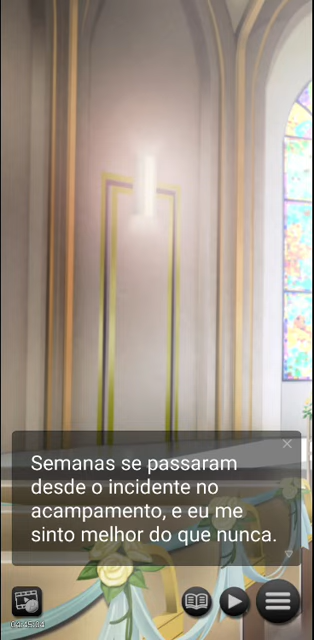 Semanas se passaram
desde o incidente no
acampamento, e eu me
sinto melhor do que nunca.